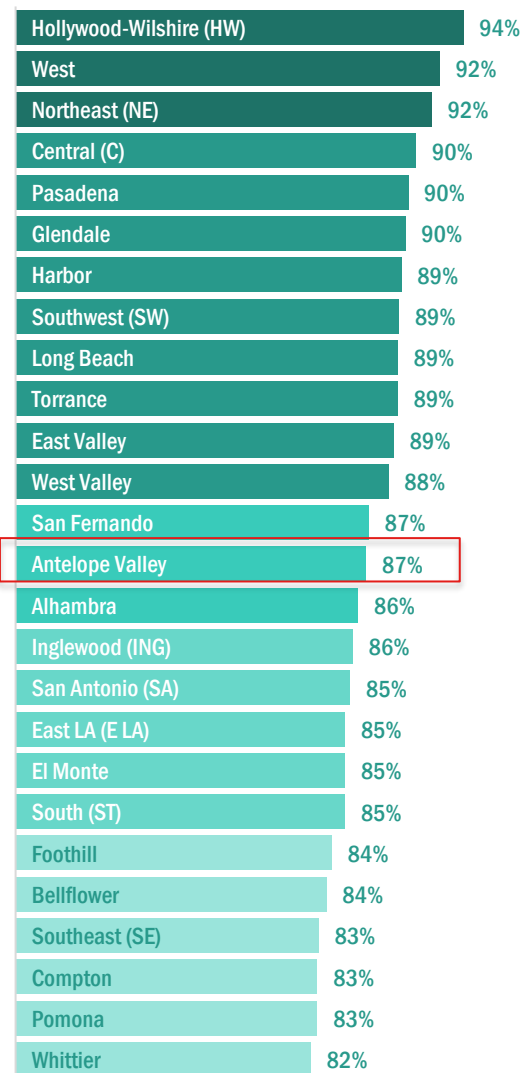 Hollywood-Wilshire (HW) 94%
West 92%
Northeast (NE) 92%
Central (C) 90%
Pasadena 90%
Glendale 90%
Harbor 89%
Southwest (SW) 89%
Long Beach 89%
Torrance 89%
East Valley 89%
West Valley 88%
San Fernando 87%
Antelope Valley 87%
Alhambra 86%
Inglewood (ING) 86%
San Antonio (SA) 85%
East LA (E LA) 85%
El Monte 85%
South (ST) 85%
Foothill 84%
Bellflower 84%
Southeast (SE) 83%
Compton 83%
Pomona 83%
Whittier 82%